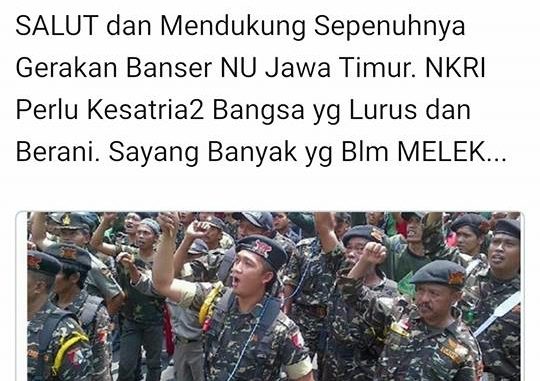 SALUT dan Mendukung Sepenuhnya
Gerakan Banser NU Jawa Timur. NKRI
Perlu Kesatria2 Bangsa yg Lurus dan
Berani. Sayang Banyak yg Blm MELEK...